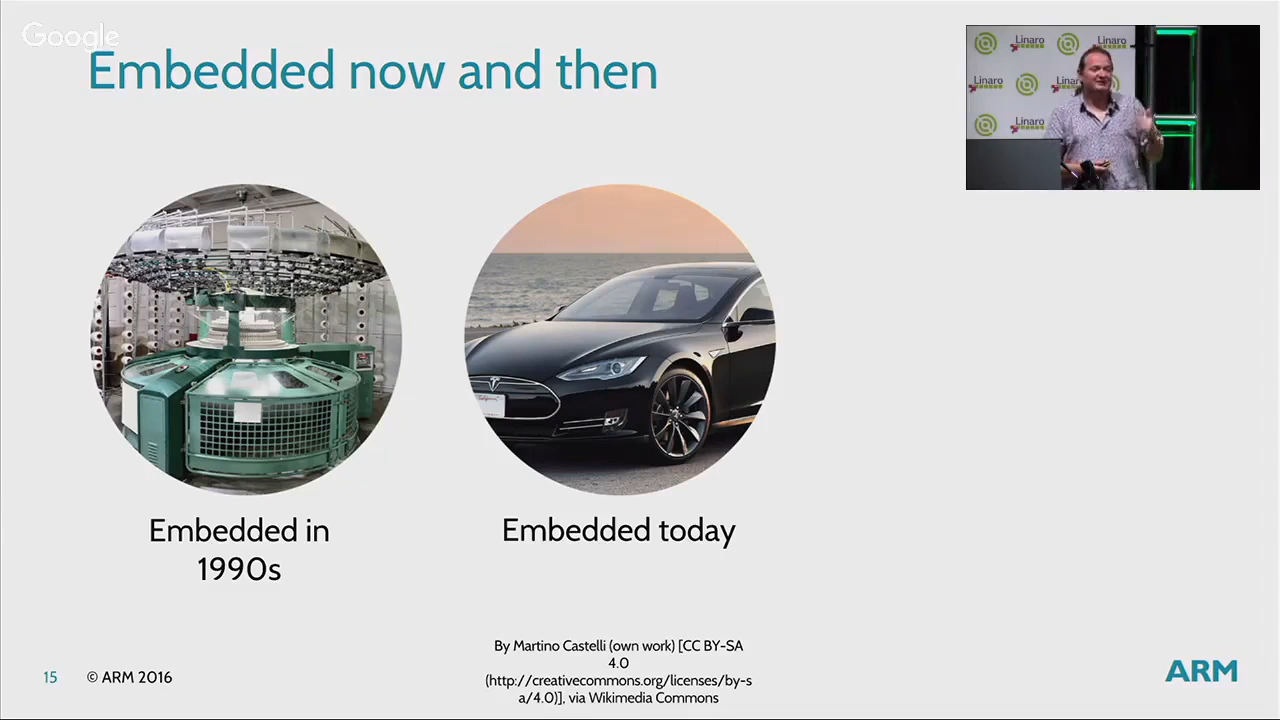 Google
Embedded now and then
Linaro
Linaro
Linaro
Linaro
Linaro
Linaro
Embedded in
1990s
Embedded today
By Martino Castelli (own work) [CC BY-SA
4.0
(http://creativecommons.org/licenses/by-s
a/4.0)], via Wikimedia Commons
15
© ARM 2016
ARM